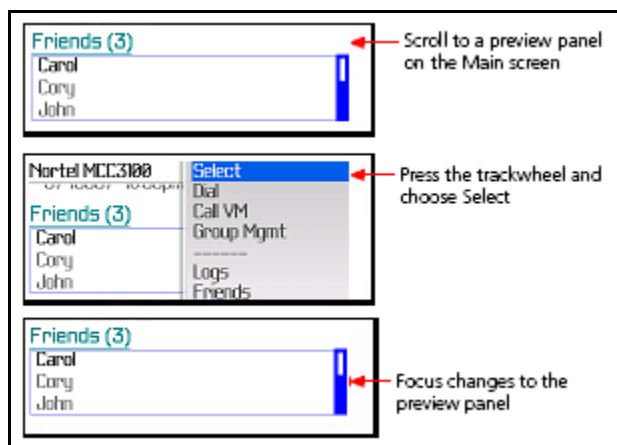 Friends (3)
Carol
Cory
John
Scroll to a preview panel
on the Main screen
Nortel MCC3100
Friends (3)
Carol
Cory
John
Select
Dial
Call VM
Group Mgmt
------
Logs
Friends
Press the trackwheel and
choose Select
Friends (3)
Carol
Cory
John
Focus changes to the
preview panel